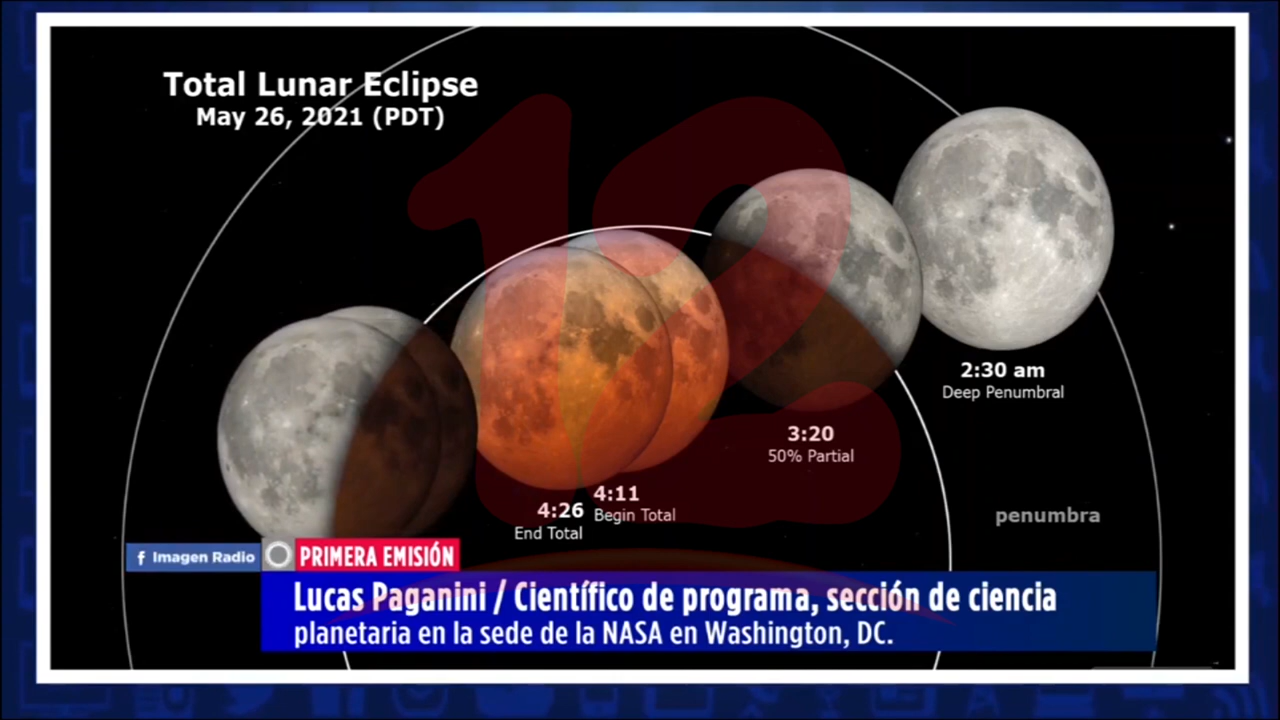 Total Lunar Eclipse
May 26, 2021 (PDT)
12
2:30 am
Deep Penumbral
3:20
50% Partial
4:11
Begin Total
4:26
End Total
penumbra
f Imagen Radio
PRIMERA EMISIÓN
Lucas Paganini / Científico de programa, sección de ciencia
planetaria en la sede de la NASA en Washington, DC.